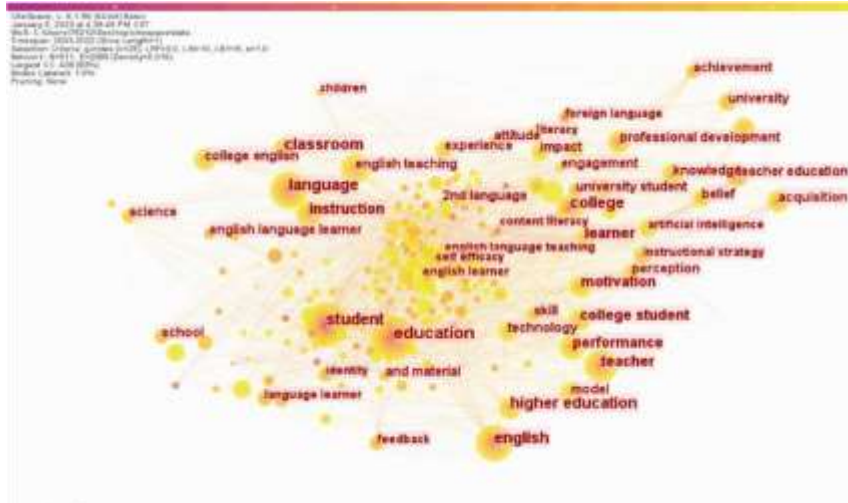 children
achievement
university
foreign language
attitude
literacy
professional development
classroom
experience
impact
college english
english teaching
engagement
knowledge
teacher education
language
2nd language
university student
belief
acquisition
college
instruction
science
content literacy
artificial intelligence
english language learner
learner
english language teaching
self efficacy
instructional strategy
english learner
perception
motivation
skill
college student
student
education
technology
school
performance
teacher
identity
and material
model
language learner
higher education
feedback
english